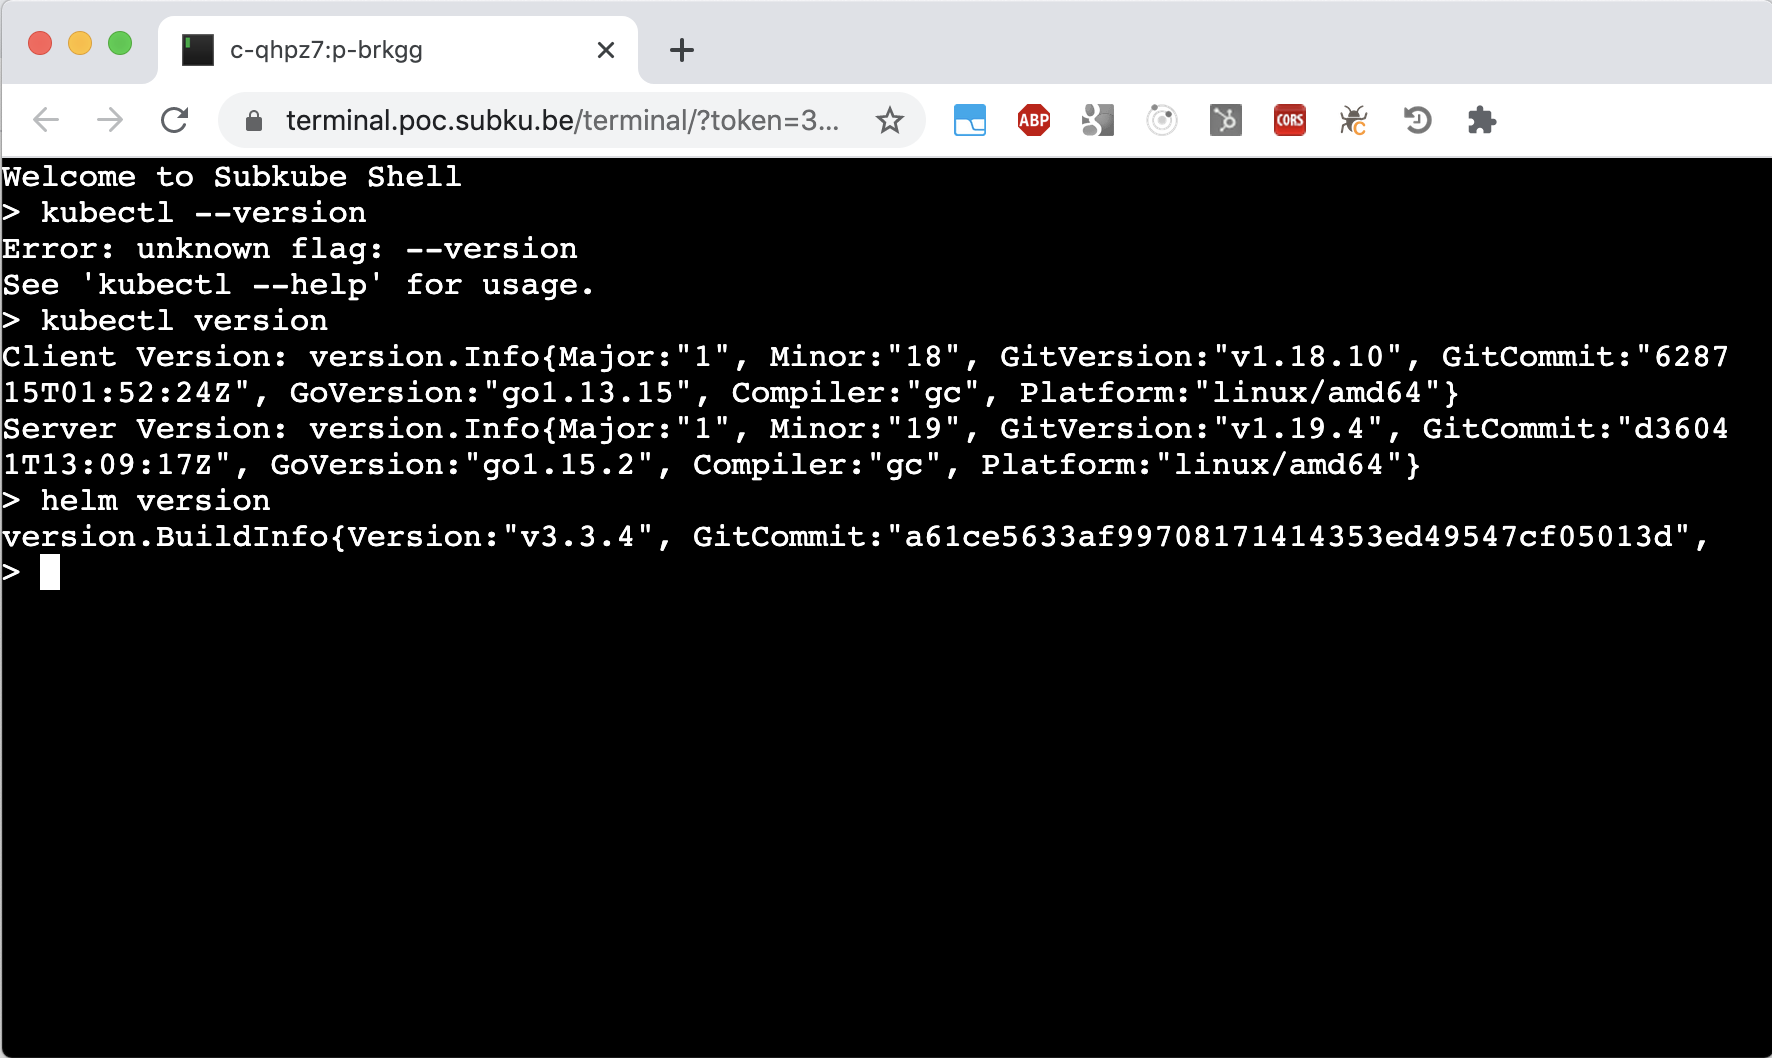 c-qhpz7:p-brkgg
terminal.poc.subku.be/terminal/?token=3...
ABP
CORS
Welcome to Subkube Shell
> kubectl --version
Error: unknown flag: --version
See 'kubectl --help' for usage.
> kubectl version
Client Version: version.Info{Major:"1", Minor:"18", GitVersion:"v1.18.10", GitCommit:"6287
15T01:52:24Z", GoVersion:"go1.13.15", Compiler:"gc", Platform:"linux/amd64"}
Server Version: version.Info{Major:"1", Minor:"19", GitVersion:"v1.19.4", GitCommit:"d3604
1T13:09:17Z", GoVersion:"go1.15.2", Compiler:"gc", Platform:"linux/amd64"}
> helm version
version.BuildInfo{Version:"v3.3.4", GitCommit:"a61ce5633af99708171414353ed49547cf05013d",
>